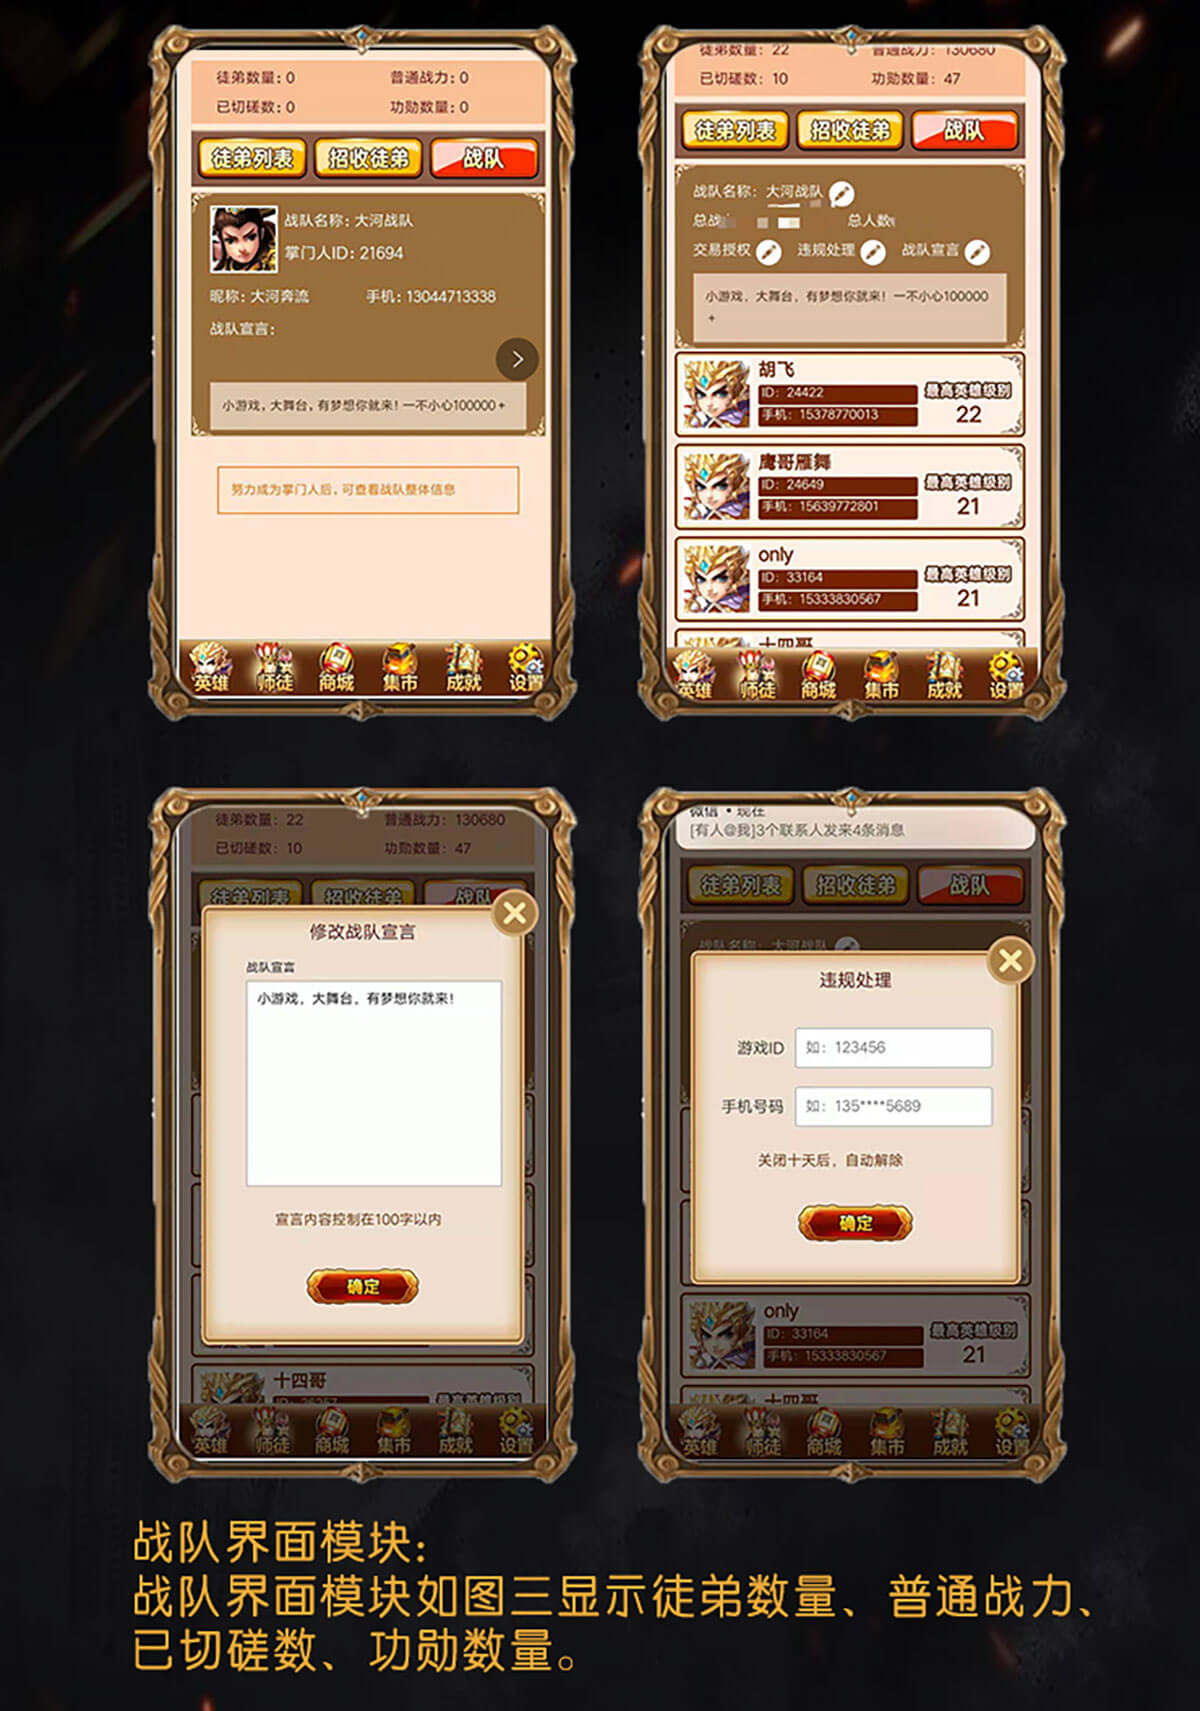 徒弟数量：0 普通战力：0
已切磋数：0 功勋数量：0
徒弟列表 招收徒弟 战队
战队名称：大河战队
掌门人ID：21694
昵称：大河奔流 手机：13044713338
战队宣言：
小游戏，大舞台，有梦想你就来！一不小心100000+
努力成为掌门人后，可查看战队整体信息
英雄 师徒 商城 集市 成就 设置
徒弟数量：22 普通战力：130680
已切磋数：10 功勋数量：47
徒弟列表 招收徒弟 战队
战队名称：大河战队
总战 总人数
交易授权 违规处理 战队宣言
小游戏，大舞台，有梦想你就来！一不小心100000
+
胡飞
ID：24422
手机：15378770013
最高英雄级别
22
鹰哥雁舞
ID：24649
手机：15639772801
最高英雄级别
21
only
ID：33164
手机：15333830567
最高英雄级别
21
十四哥
英雄 师徒 商城 集市 成就 设置
徒弟数量：22 普通战力：130680
已切磋数：10 功勋数量：47
徒弟列表 招收徒弟 战队
修改战队宣言
战队宣言
小游戏，大舞台，有梦想你就来！
宣言内容控制在100字以内
确定
十四哥
最高英雄级别
英雄 师徒 商城 集市 成就 设置
微信・现在
[有人@我]3个联系人发来4条消息
徒弟列表 招收徒弟 战队
战队名称：大河战队
违规处理
游戏ID 如：123456
手机号码 如：135****5689
关闭十天后，自动解除
确定
only
ID：33164
手机：15333830567
最高英雄级别
21
十四哥
英雄 师徒 商城 集市 成就 设置
战队界面模块：
战队界面模块如图三显示徒弟数量、普通战力、
已切磋数、功勋数量。